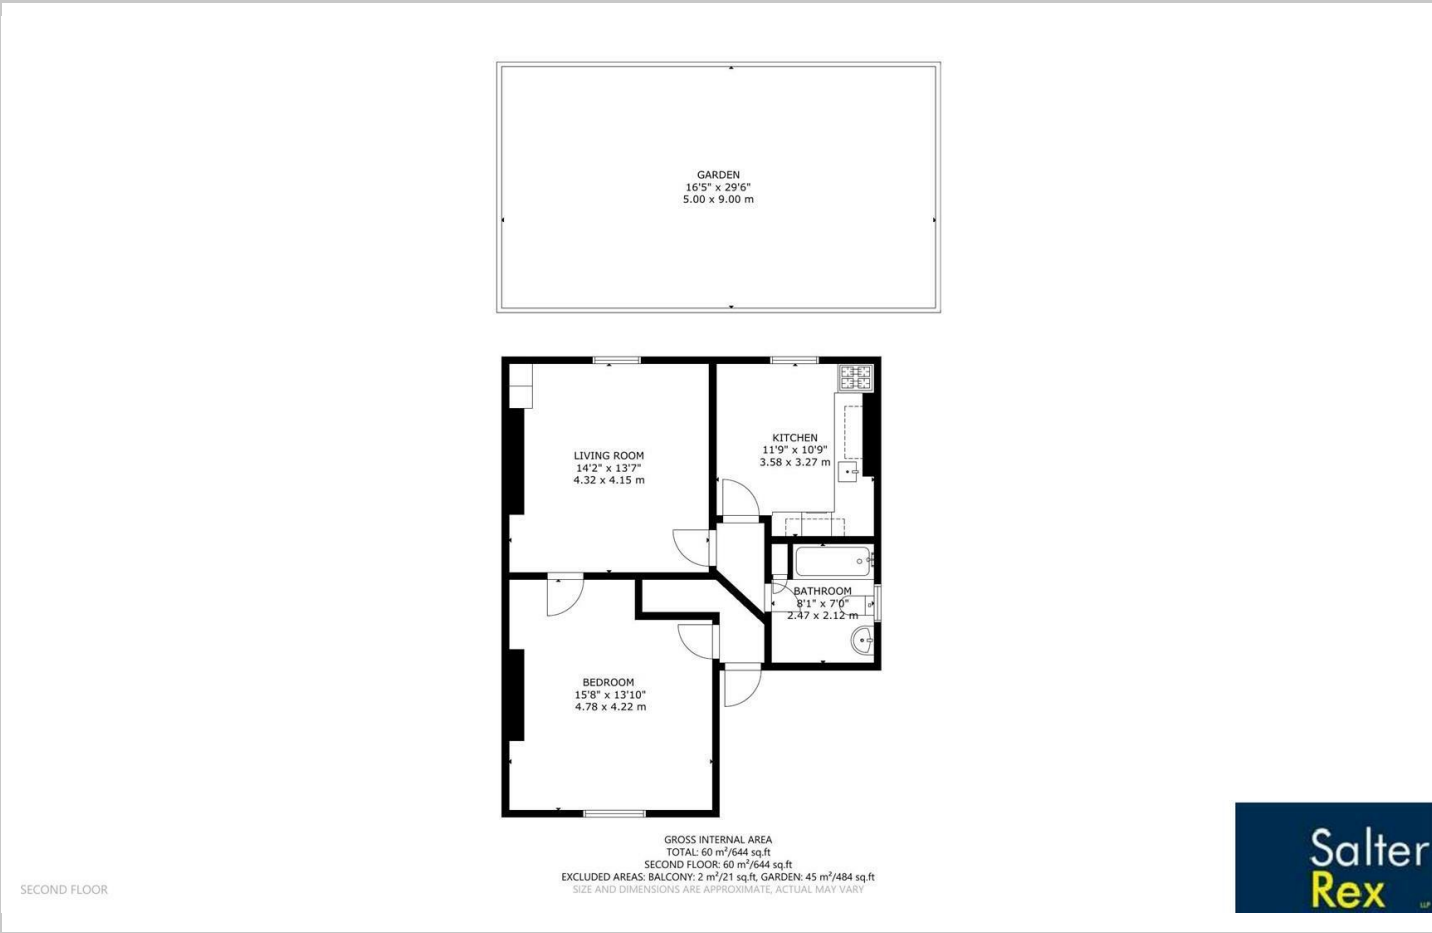 GARDEN
16'5" x 29'6"
5.00 x 9.00 m
LIVING ROOM
14'2" x 13'7"
4.32 x 4.15 m
KITCHEN
11'9" x 10'9"
3.58 x 3.27 m
BATHROOM
8'1" x 7'0"
2.47 x 2.12 m
BEDROOM
15'8" x 13'10"
4.78 x 4.22 m
GROSS INTERNAL AREA
TOTAL: 60 m²/644 sq.ft
SECOND FLOOR: 60 m²/644 sq.ft
EXCLUDED AREAS: BALCONY: 2 m²/21 sq.ft, GARDEN: 45 m²/484 sq.ft
SIZE AND DIMENSIONS ARE APPROXIMATE, ACTUAL MAY VARY
SECOND FLOOR
Salter
Rex LLP